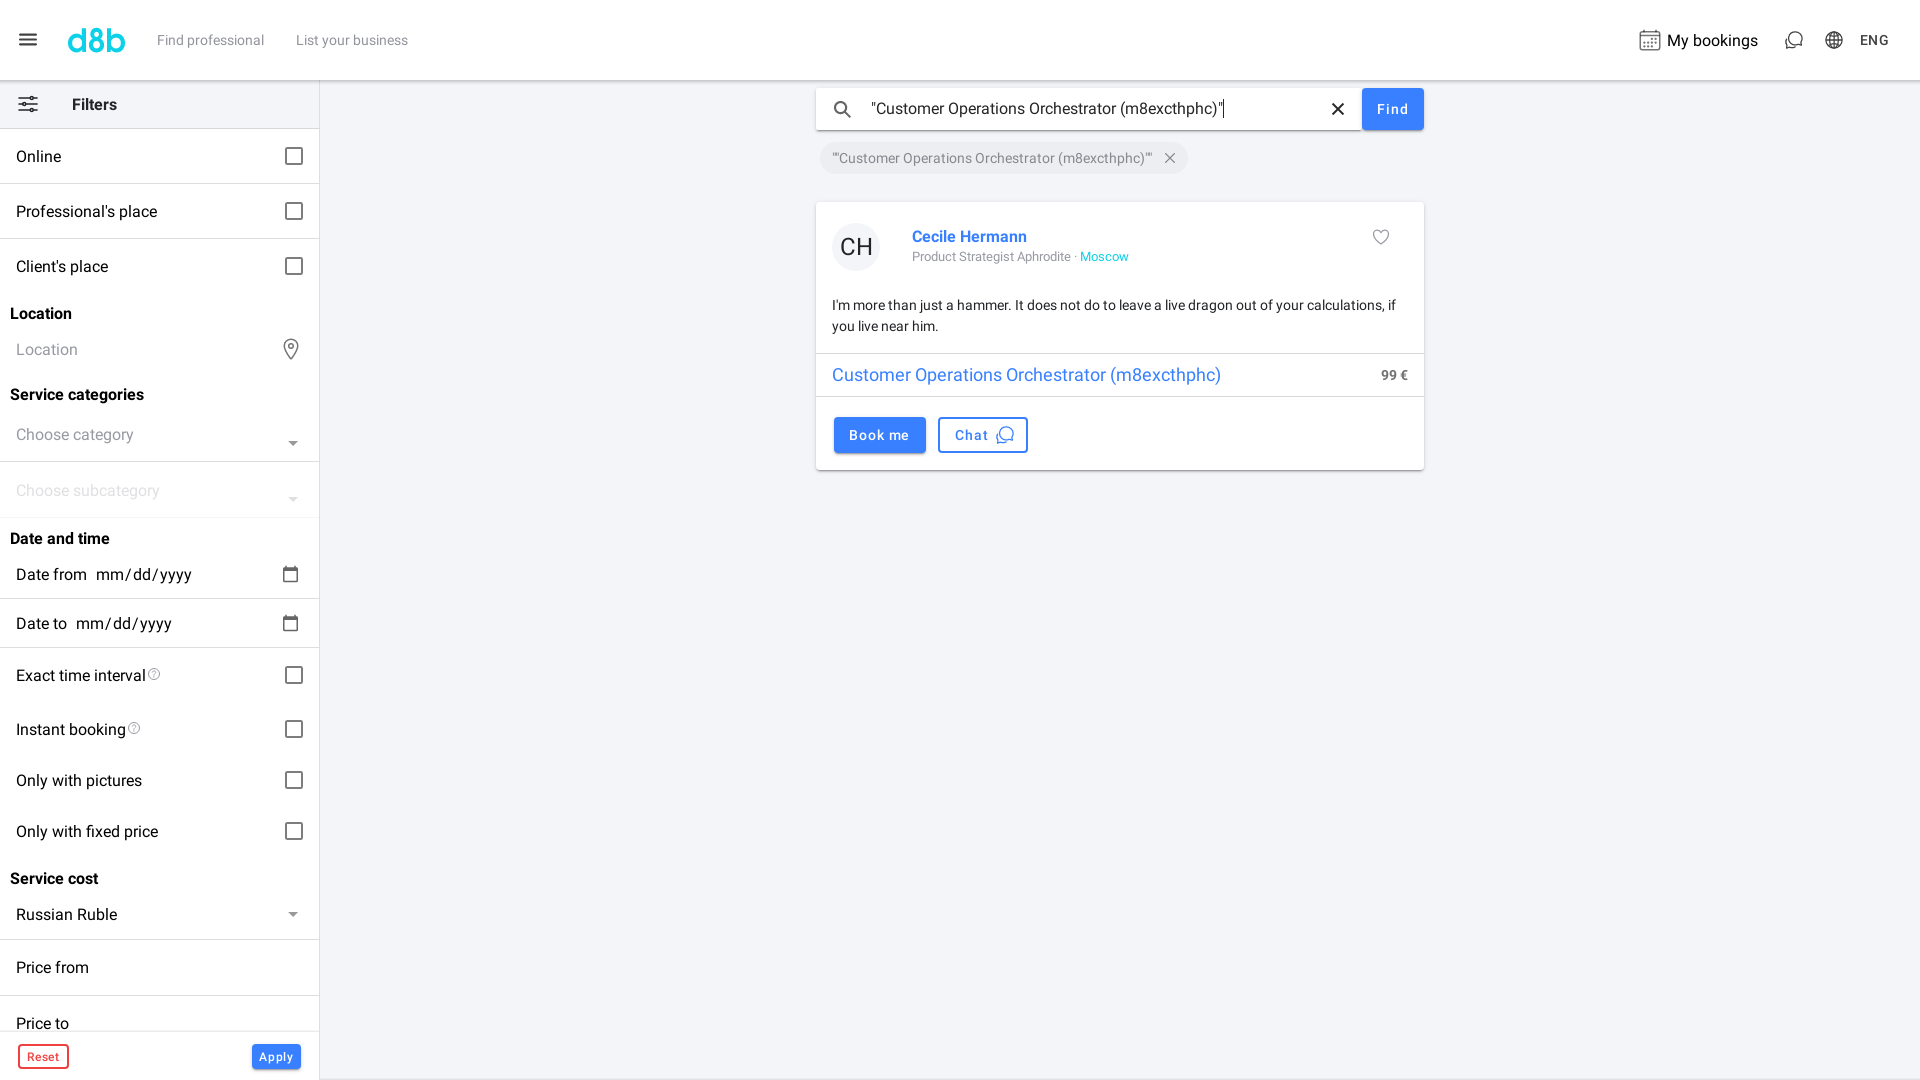 d8b
Find professional
List your business
My bookings
ENG
Filters
Online
Professional's place
Client's place
Location
Location
Service categories
Choose category
Choose subcategory
Date and time
Date from mm/dd/yyyy
Date to mm/dd/yyyy
Exact time interval
Instant booking
Only with pictures
Only with fixed price
Service cost
Russian Ruble
Price from
Price to
Reset
Apply
"Customer Operations Orchestrator (m8excthphc)"
Find
""Customer Operations Orchestrator (m8excthphc)""
CH
Cecile Hermann
Product Strategist Aphrodite · Moscow
I'm more than just a hammer. It does not do to leave a live dragon out of your calculations, if
you live near him.
Customer Operations Orchestrator (m8excthphc)
99 €
Book me
Chat